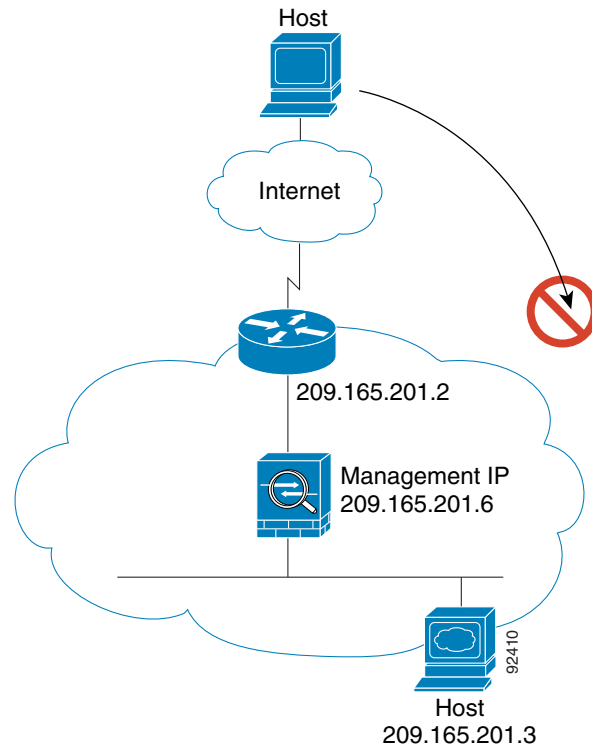 Host
Internet
209.165.201.2
Management IP
209.165.201.6
92410
Host
209.165.201.3